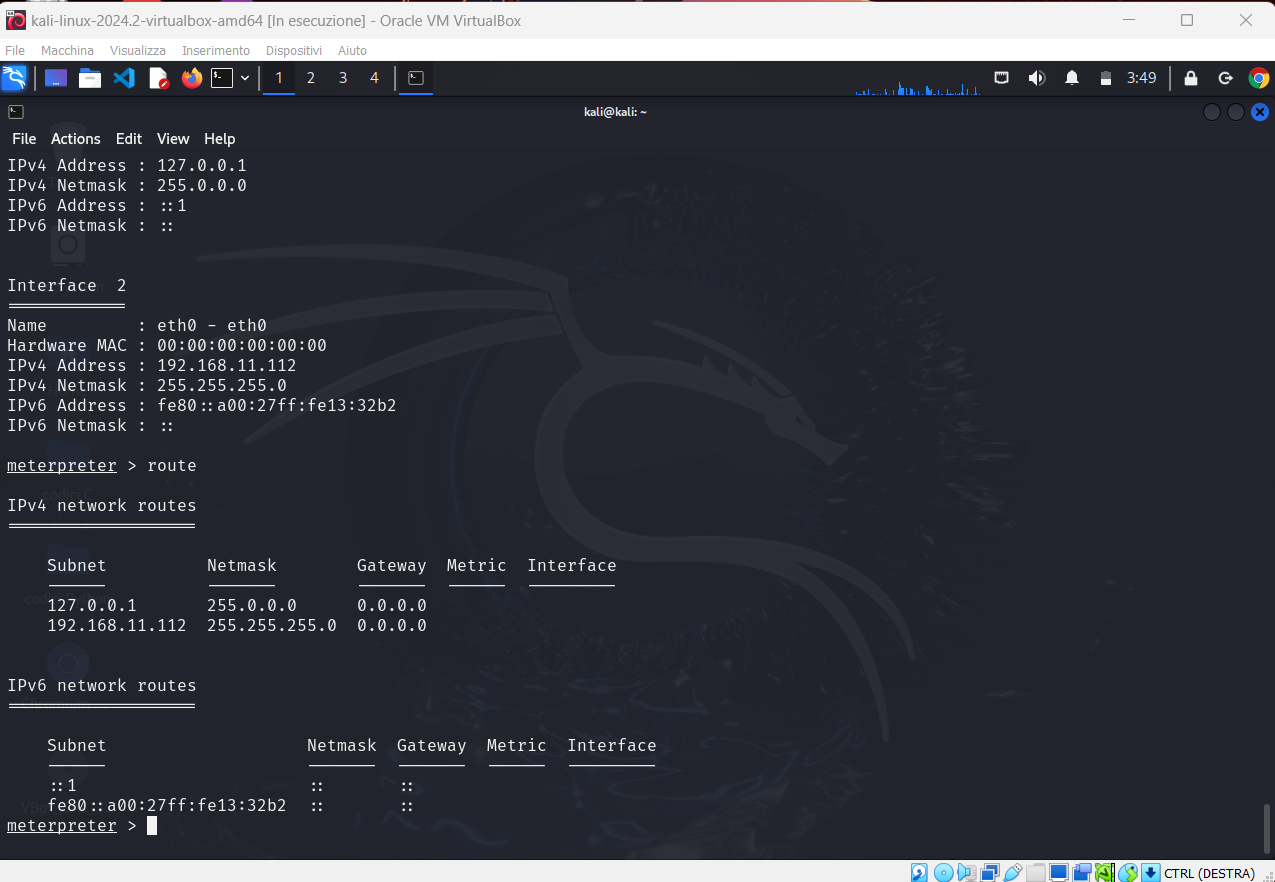 kali-linux-2024.2-virtualbox-amd64 [In esecuzione] - Oracle VM VirtualBox
File Macchina Visualizza Inserimento Dispositivi Aiuto
1 2 3 4 3:49
kali@kali: ~
File Actions Edit View Help
IPv4 Address : 127.0.0.1
IPv4 Netmask : 255.0.0.0
IPv6 Address : ::1
IPv6 Netmask : ::
Interface 2
============
Name : eth0 - eth0
Hardware MAC : 00:00:00:00:00:00
IPv4 Address : 192.168.11.112
IPv4 Netmask : 255.255.255.0
IPv6 Address : fe80::a00:27ff:fe13:32b2
IPv6 Netmask : ::
meterpreter > route
IPv4 network routes
===================
Subnet Netmask Gateway Metric Interface
------ ------- ------- ------ ---------
127.0.0.1 255.0.0.0 0.0.0.0
192.168.11.112 255.255.255.0 0.0.0.0
IPv6 network routes
===================
Subnet Netmask Gateway Metric Interface
------ ------- ------- ------ ---------
::1 :: ::
fe80::a00:27ff:fe13:32b2 :: ::
meterpreter >
CTRL (DESTRA)